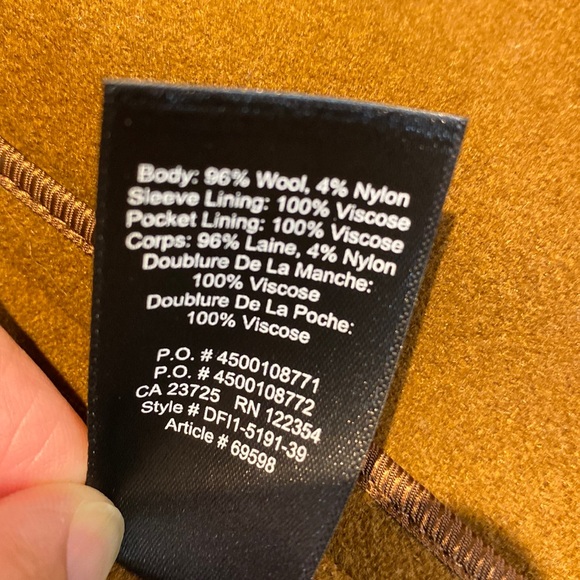 Body: 96% Wool, 4% Nylon
Sleeve Lining: 100% Viscose
Pocket Lining: 100% Viscose
Corps: 96% Laine, 4% Nylon
Doublure De La Manche:
100% Viscose
Doublure De La Poche:
100% Viscose
P.O. # 4500108771
P.O. # 4500108772
CA 23725 RN 122354
Style # DFI1-5191-39
Article # 69598